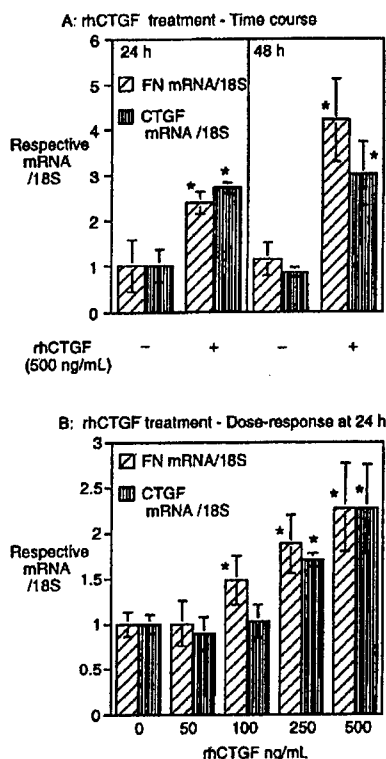 A: rhCTGF treatment - Time course
6
5
4
3
2
1
0
24 h
48 h
FN mRNA/18S
CTGF
mRNA /18S
Respective
mRNA
/18S
*
*
*
*
rhCTGF
(500 ng/mL)
– + – +
B: rhCTGF treatment - Dose-response at 24 h
3
2.5
2
1.5
1
0.5
0
FN mRNA/18S
CTGF
mRNA /18S
Respective
mRNA
/18S
*
*
*
*
*
0 50 100 250 500
rhCTGF ng/mL